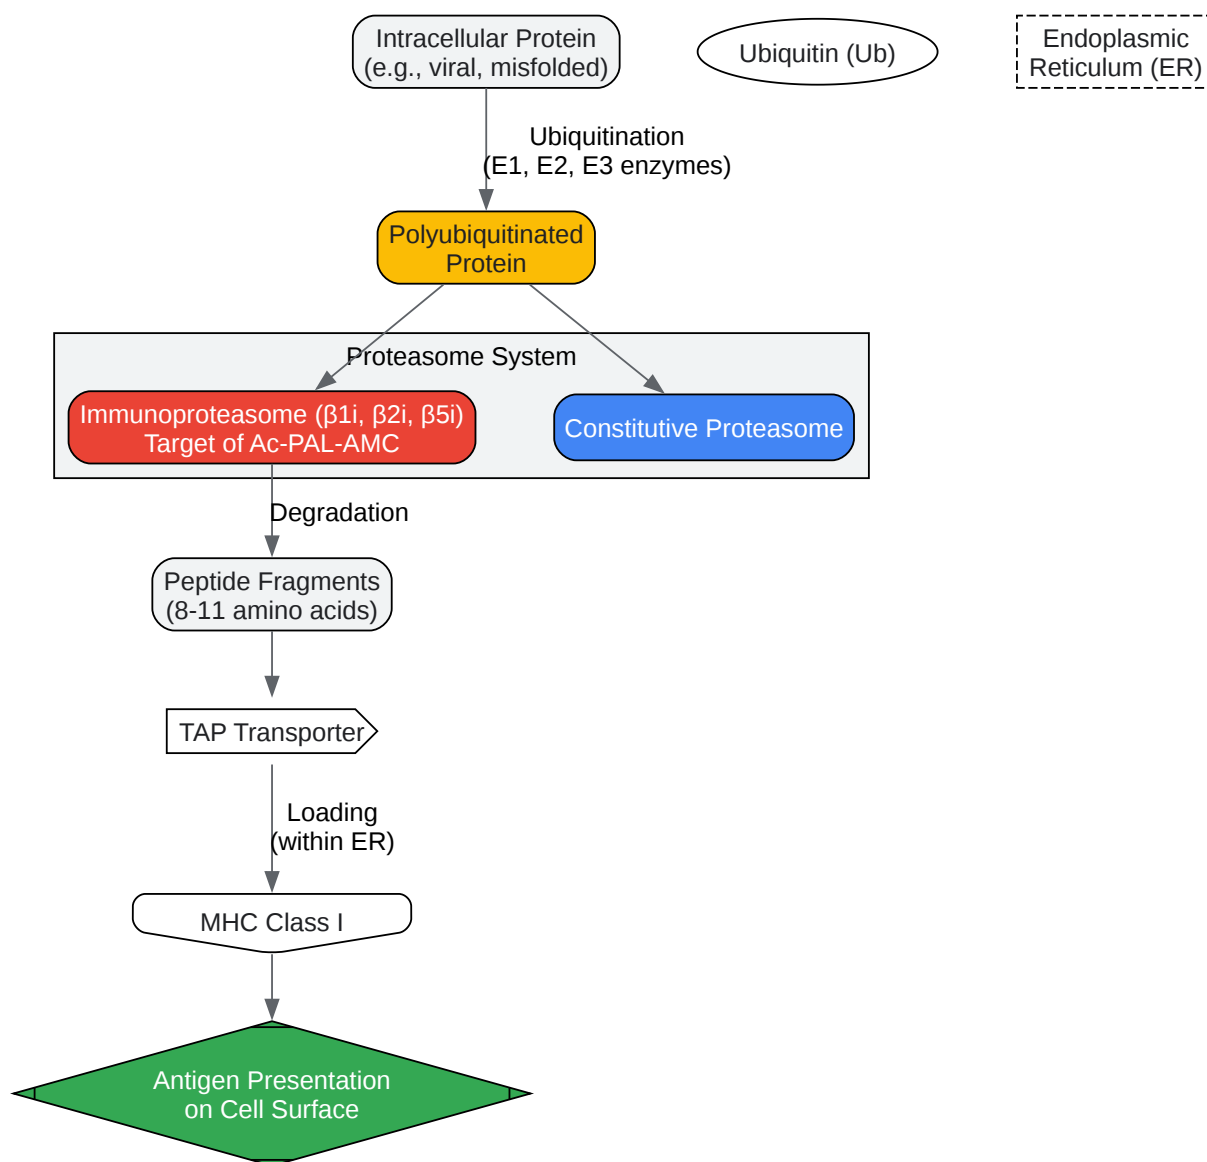 Intracellular Protein
(e.g., viral, misfolded)
Ubiquitin (Ub)
Endoplasmic
Reticulum (ER)
Ubiquitination
(E1, E2, E3 enzymes)
Polyubiquitinated
Protein
Proteasome System
Immunoproteasome (β1i, β2i, β5i)
Target of Ac-PAL-AMC
Constitutive Proteasome
Degradation
Peptide Fragments
(8-11 amino acids)
TAP Transporter
Loading
(within ER)
MHC Class I
Antigen Presentation
on Cell Surface